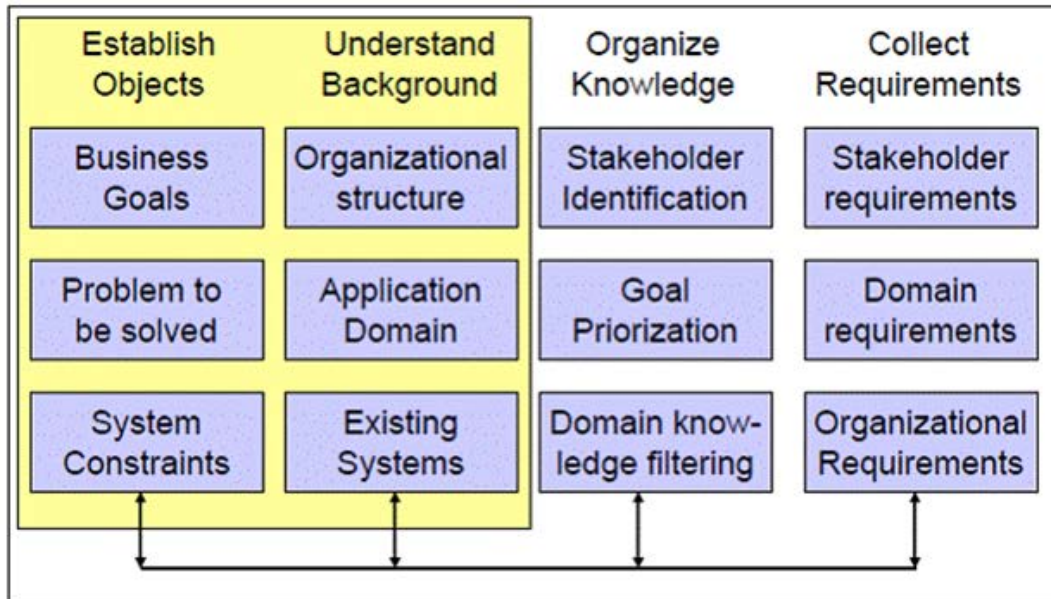 Establish
Objects
Understand
Background
Organize
Knowledge
Collect
Requirements
Business
Goals
Organizational
structure
Stakeholder
Identification
Stakeholder
requirements
Problem to
be solved
Application
Domain
Goal
Priorization
Domain
requirements
System
Constraints
Existing
Systems
Domain know-
ledge filtering
Organizational
Requirements